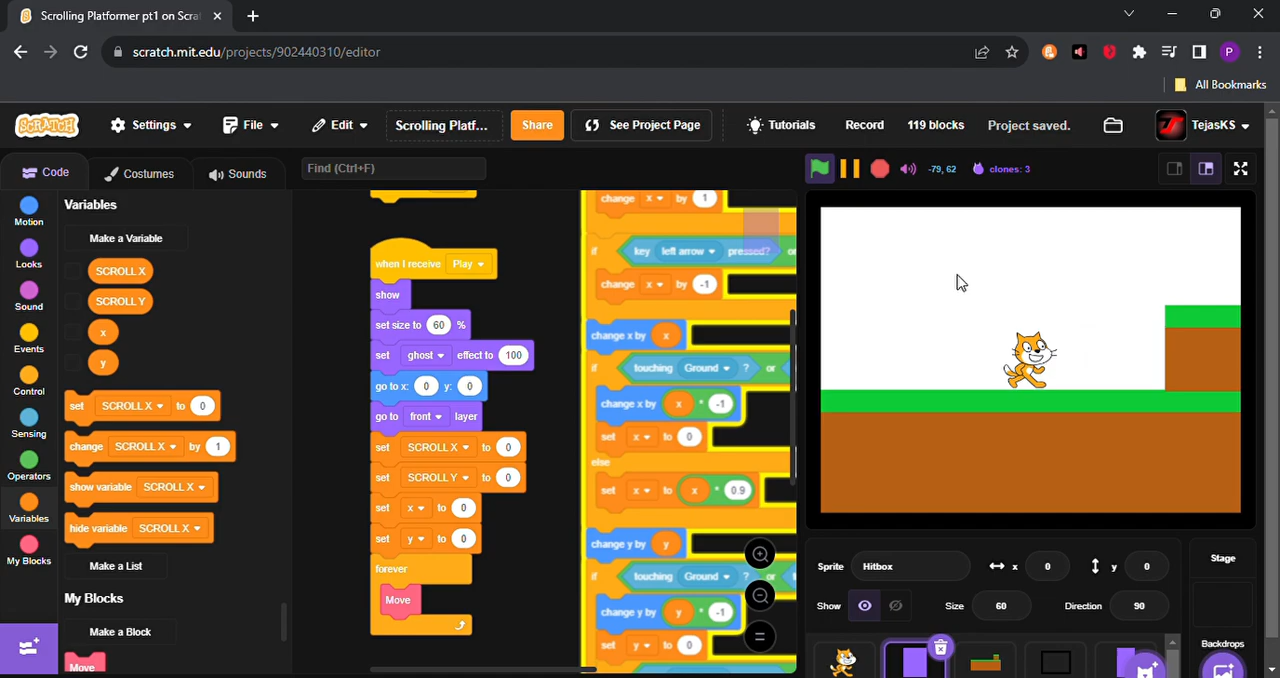 Scrolling Platformer pt1 on Scra
scratch.mit.edu/projects/902440310/editor
P
All Bookmarks
SCRATCH
Settings
File
Edit
Scrolling Platf...
Share
See Project Page
Tutorials
Record
119 blocks
Project saved.
TejasKS
Code
Costumes
Sounds
Find (Ctrl+F)
-79, 62
clones: 3
Motion
Looks
Sound
Events
Control
Sensing
Operators
Variables
My Blocks
Variables
Make a Variable
SCROLL X
SCROLL Y
x
y
set SCROLL X to 0
change SCROLL X by 1
show variable SCROLL X
hide variable SCROLL X
Make a List
My Blocks
Make a Block
Move
when I receive Play
show
set size to 60 %
set ghost effect to 100
go to x: 0 y: 0
go to front layer
set SCROLL X to 0
set SCROLL Y to 0
set x to 0
set y to 0
forever
Move
change x by 1
if key left arrow pressed? or
change x by -1
change x by x
if touching Ground ? or
change x by x * -1
set x to 0
else
set x to x * 0.9
change y by y
if touching Ground ? or
change y by y * -1
set y to 0
Sprite Hitbox x 0 y 0
Show Size 60 Direction 90
Stage
Backdrops